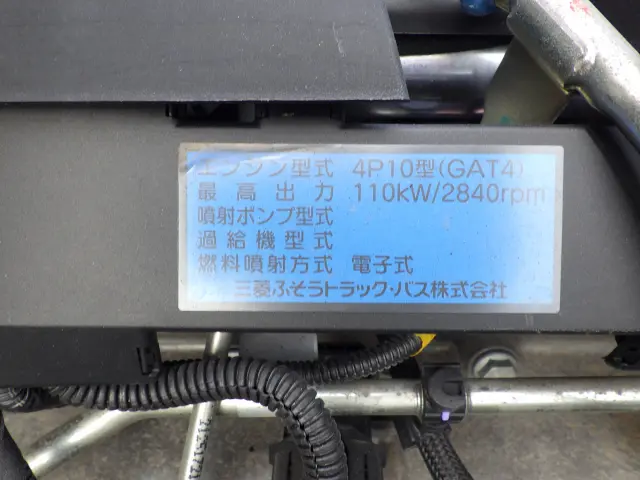 エンジン型式 4P10型(GAT4)
最高出力 110kW/2840rpm
噴射ポンプ型式
過給機型式
燃料噴射方式 電子式
三菱ふそうトラック・バス株式会社